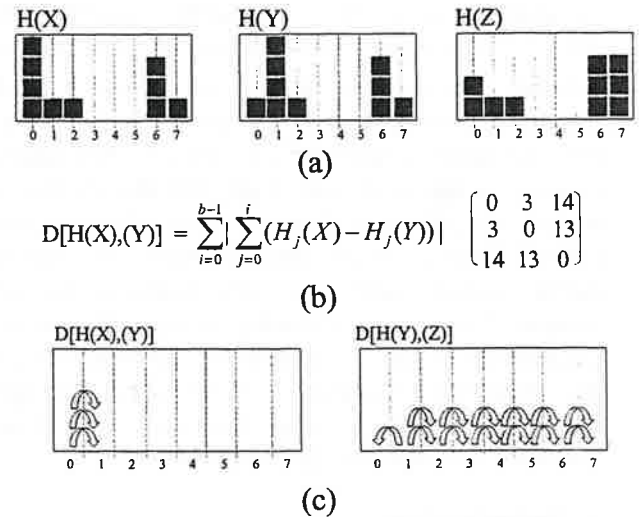 H(X) H(Y) H(Z)
0 1 2 3 4 5 6 7 0 1 2 3 4 5 6 7 0 1 2 3 4 5 6 7
(a)
D[H(X),(Y)] = \sum_{i=0}^{b-1} | \sum_{j=0}^{i} (H_j(X) − H_j(Y)) |
0 3 14
3 0 13
14 13 0
(b)
D[H(X),(Y)] D[H(Y),(Z)]
0 1 2 3 4 5 6 7 0 1 2 3 4 5 6 7
(c)